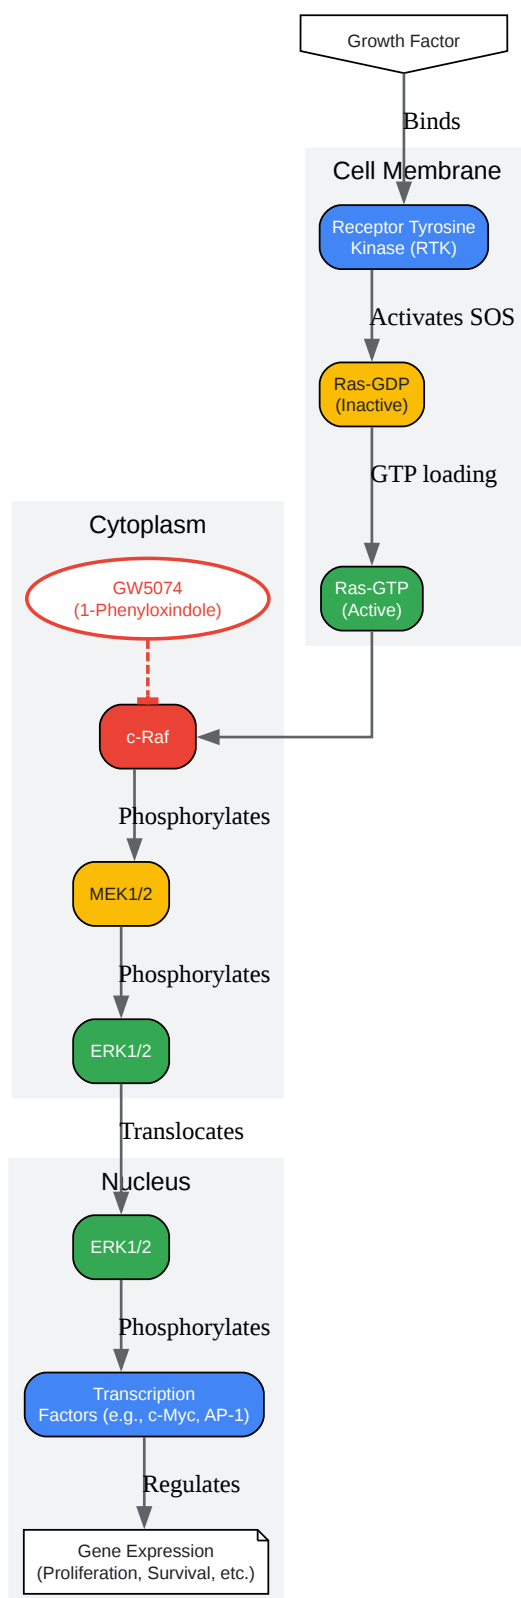 Growth Factor
Binds
Cell Membrane
Receptor Tyrosine
Kinase (RTK)
Activates SOS
Ras-GDP
(Inactive)
GTP loading
Ras-GTP
(Active)
Cytoplasm
GW5074
(1-Phenyloxindole)
c-Raf
Phosphorylates
MEK1/2
Phosphorylates
ERK1/2
Translocates
Nucleus
ERK1/2
Phosphorylates
Transcription
Factors (e.g., c-Myc, AP-1)
Regulates
Gene Expression
(Proliferation, Survival, etc.)